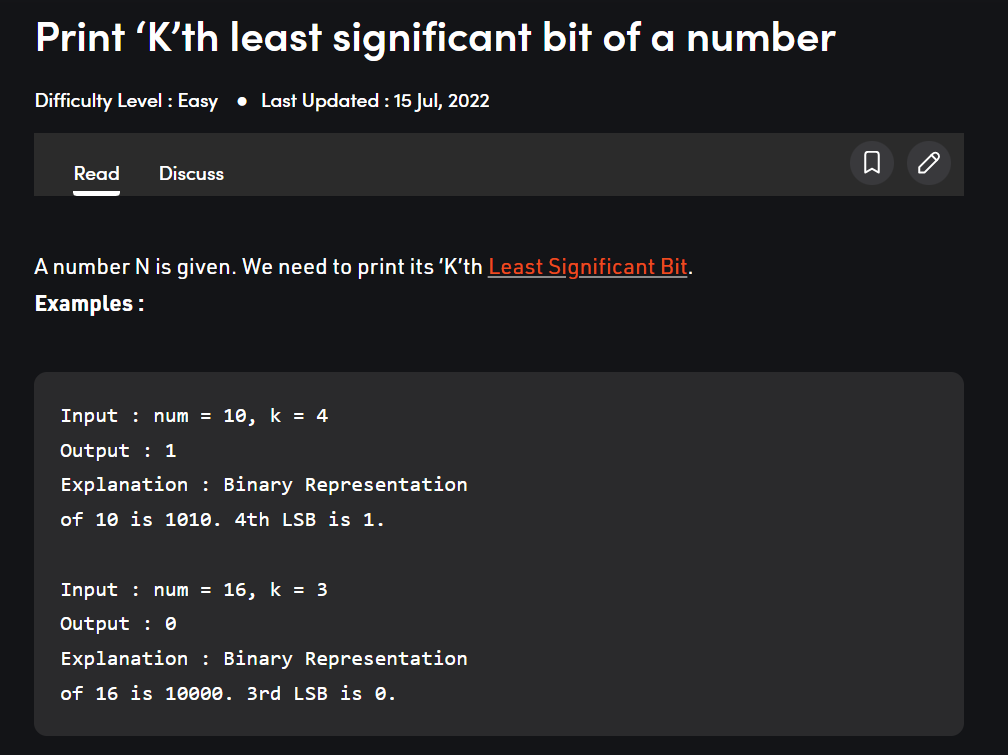 Print ‘K’th least significant bit of a number
Difficulty Level : Easy ● Last Updated : 15 Jul, 2022
Read Discuss
A number N is given. We need to print its ‘K’th Least Significant Bit.
Examples :
Input : num = 10, k = 4
Output : 1
Explanation : Binary Representation
of 10 is 1010. 4th LSB is 1.
Input : num = 16, k = 3
Output : 0
Explanation : Binary Representation
of 16 is 10000. 3rd LSB is 0.